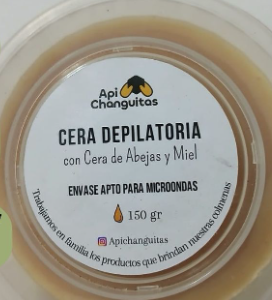 Api
Changuitas
CERA DEPILATORIA
con Cera de Abejas y Miel
ENVASE APTO PARA MICROONDAS
150 gr
Apichanguitas
Trabajamos en familia los productos que brindan nuestras colmenas